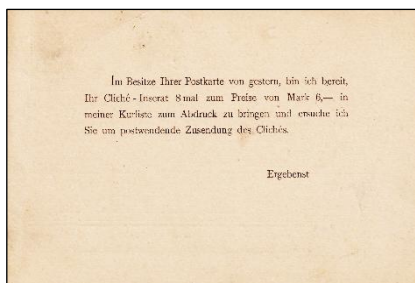 Im Besitze Ihrer Postkarte von gestern, bin ich bereit,
Ihr Cliché-Inserat 8 mal zum Preise von Mark 6,— in
meiner Kurliste zum Abdruck zu bringen und ersuche ich
Sie um postwendende Zusendung des Clichés.
Ergebenst